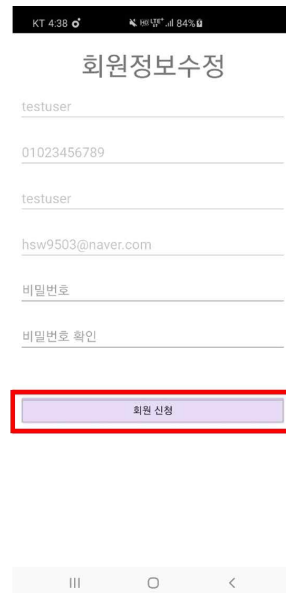 KT 4:38 84%
회원정보수정
testuser
01023456789
testuser
hsw9503@naver.com
비밀번호
비밀번호 확인
회원 신청